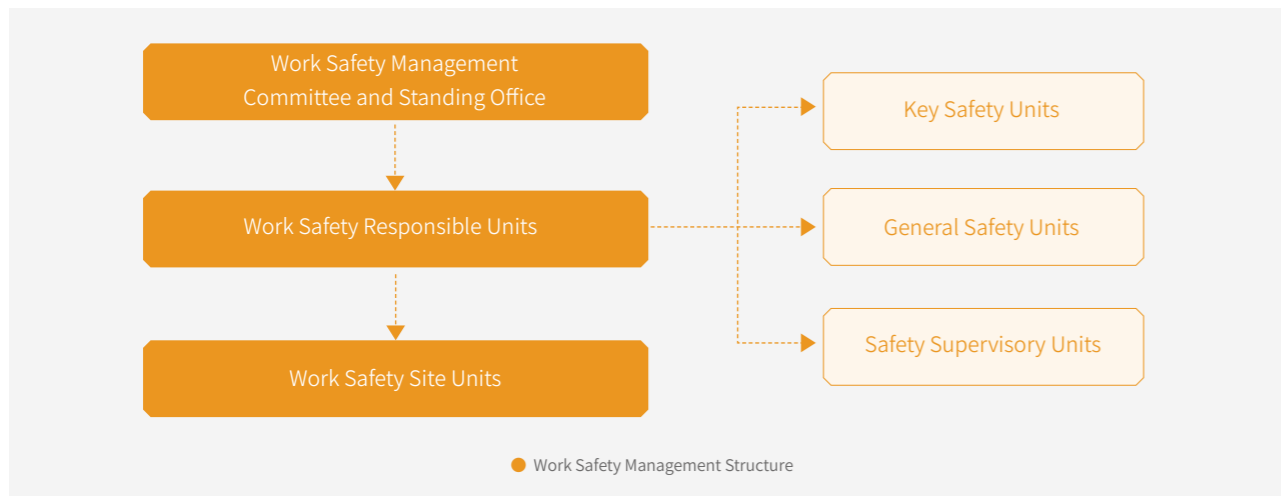 Work Safety Management
Committee and Standing Office
Work Safety Responsible Units
Work Safety Site Units
Key Safety Units
General Safety Units
Safety Supervisory Units
Work Safety Management Structure